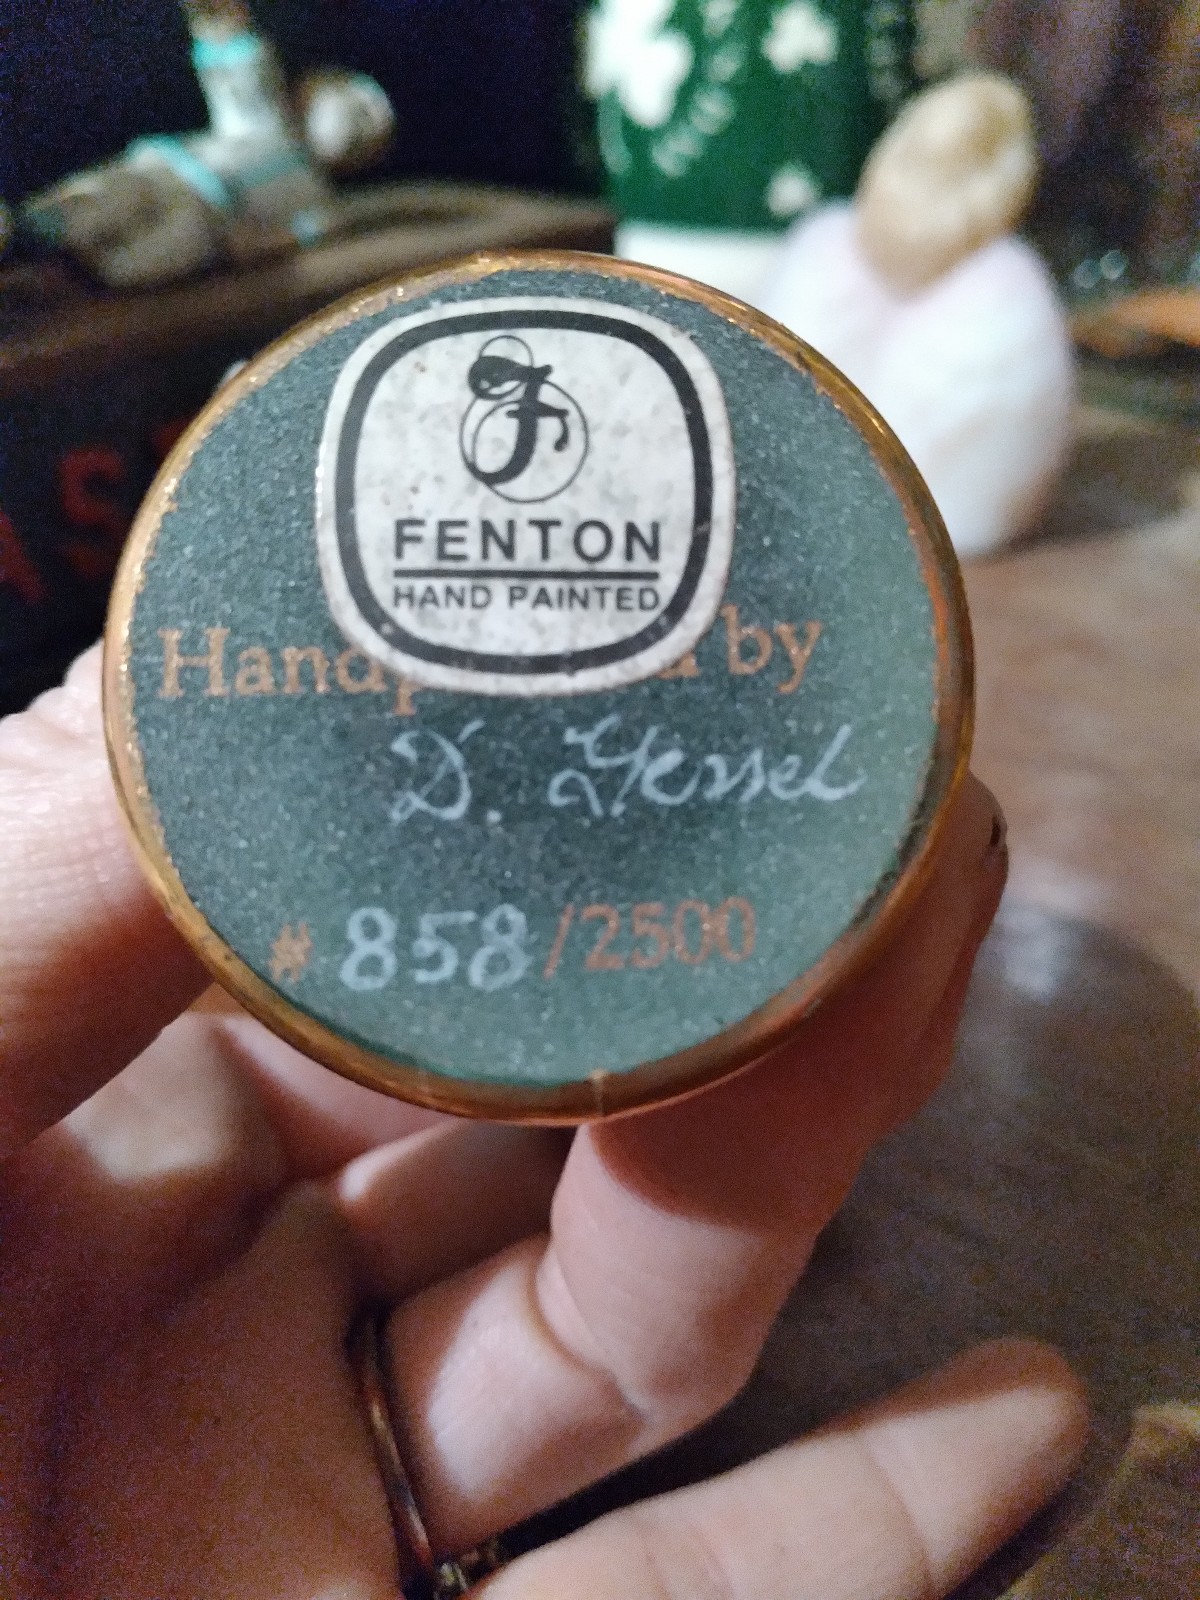 F
FENTON
HAND PAINTED
Hand by
D. Gessel
# 858/2500